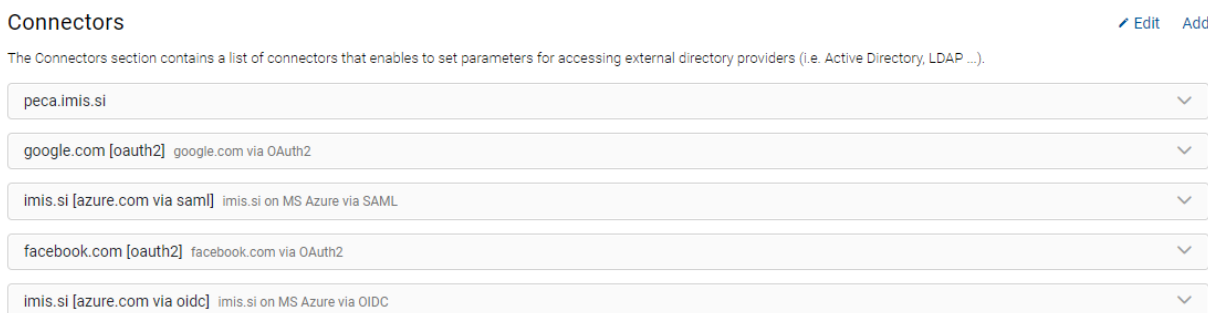 Connectors
Edit Add
The Connectors section contains a list of connectors that enables to set parameters for accessing external directory providers (i.e. Active Directory, LDAP ...).
peca.imis.si
google.com [oauth2] google.com via OAuth2
imis.si [azure.com via saml] imis.si on MS Azure via SAML
facebook.com [oauth2] facebook.com via OAuth2
imis.si [azure.com via oidc] imis.si on MS Azure via OIDC